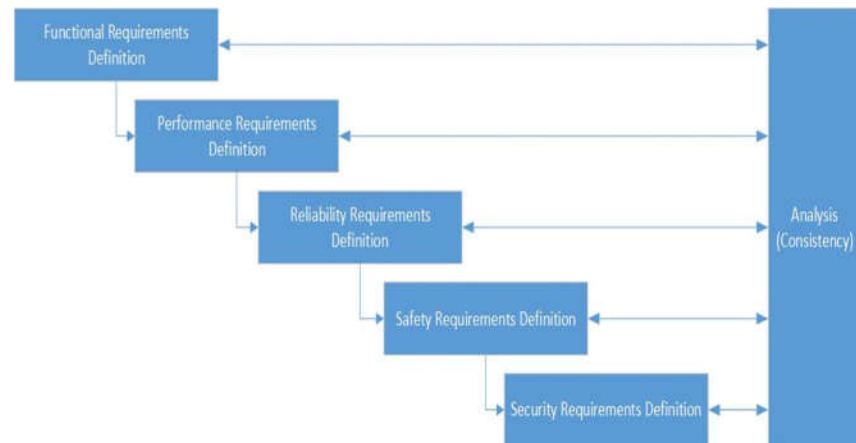 Functional Requirements
Definition
Performance Requirements
Definition
Reliability Requirements
Definition
Analysis
(Consistency)
Safety Requirements Definition
Security Requirements Definition